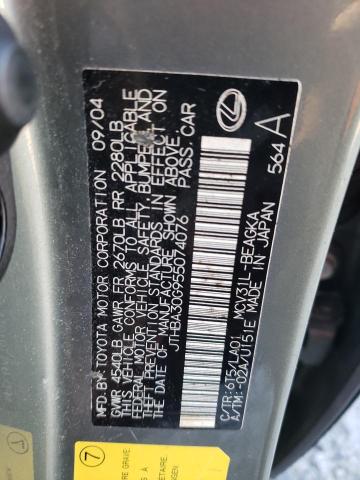 MFD.BY TOYOTA MOTOR CORPORATION 09/04
GVWR 4540LB GAWR FR 2670LB RR 2280LB
THIS VEHICLE CONFORMS TO ALL APPLICABLE
FEDERAL MOTOR VEHICLE SAFETY, BUMPER, AND
THEFT PREVENTION STANDARDS IN EFFECT ON
THE DATE OF MANUFACTURE SHOWN ABOVE.
JTHBA30G955074076 PASS.CAR
C/TR: 6T5/LA01 MCV31L-BEAGKA
A/TM: -02A/U151E MADE IN JAPAN
564 A
7
7